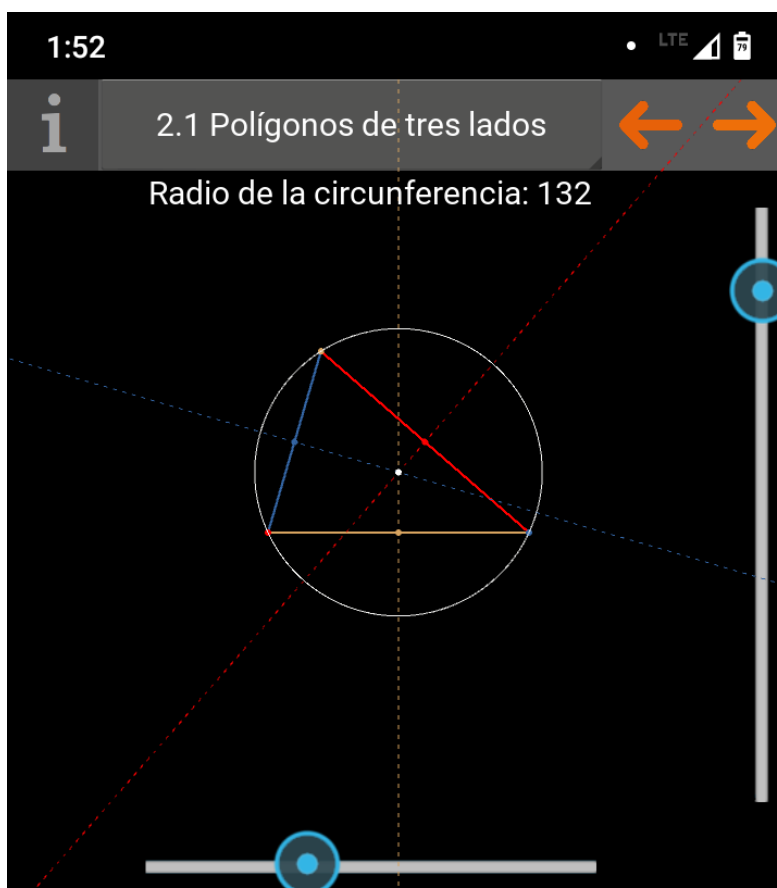 1:52
LTE
79
i
2.1 Polígonos de tres lados
Radio de la circunferencia: 132